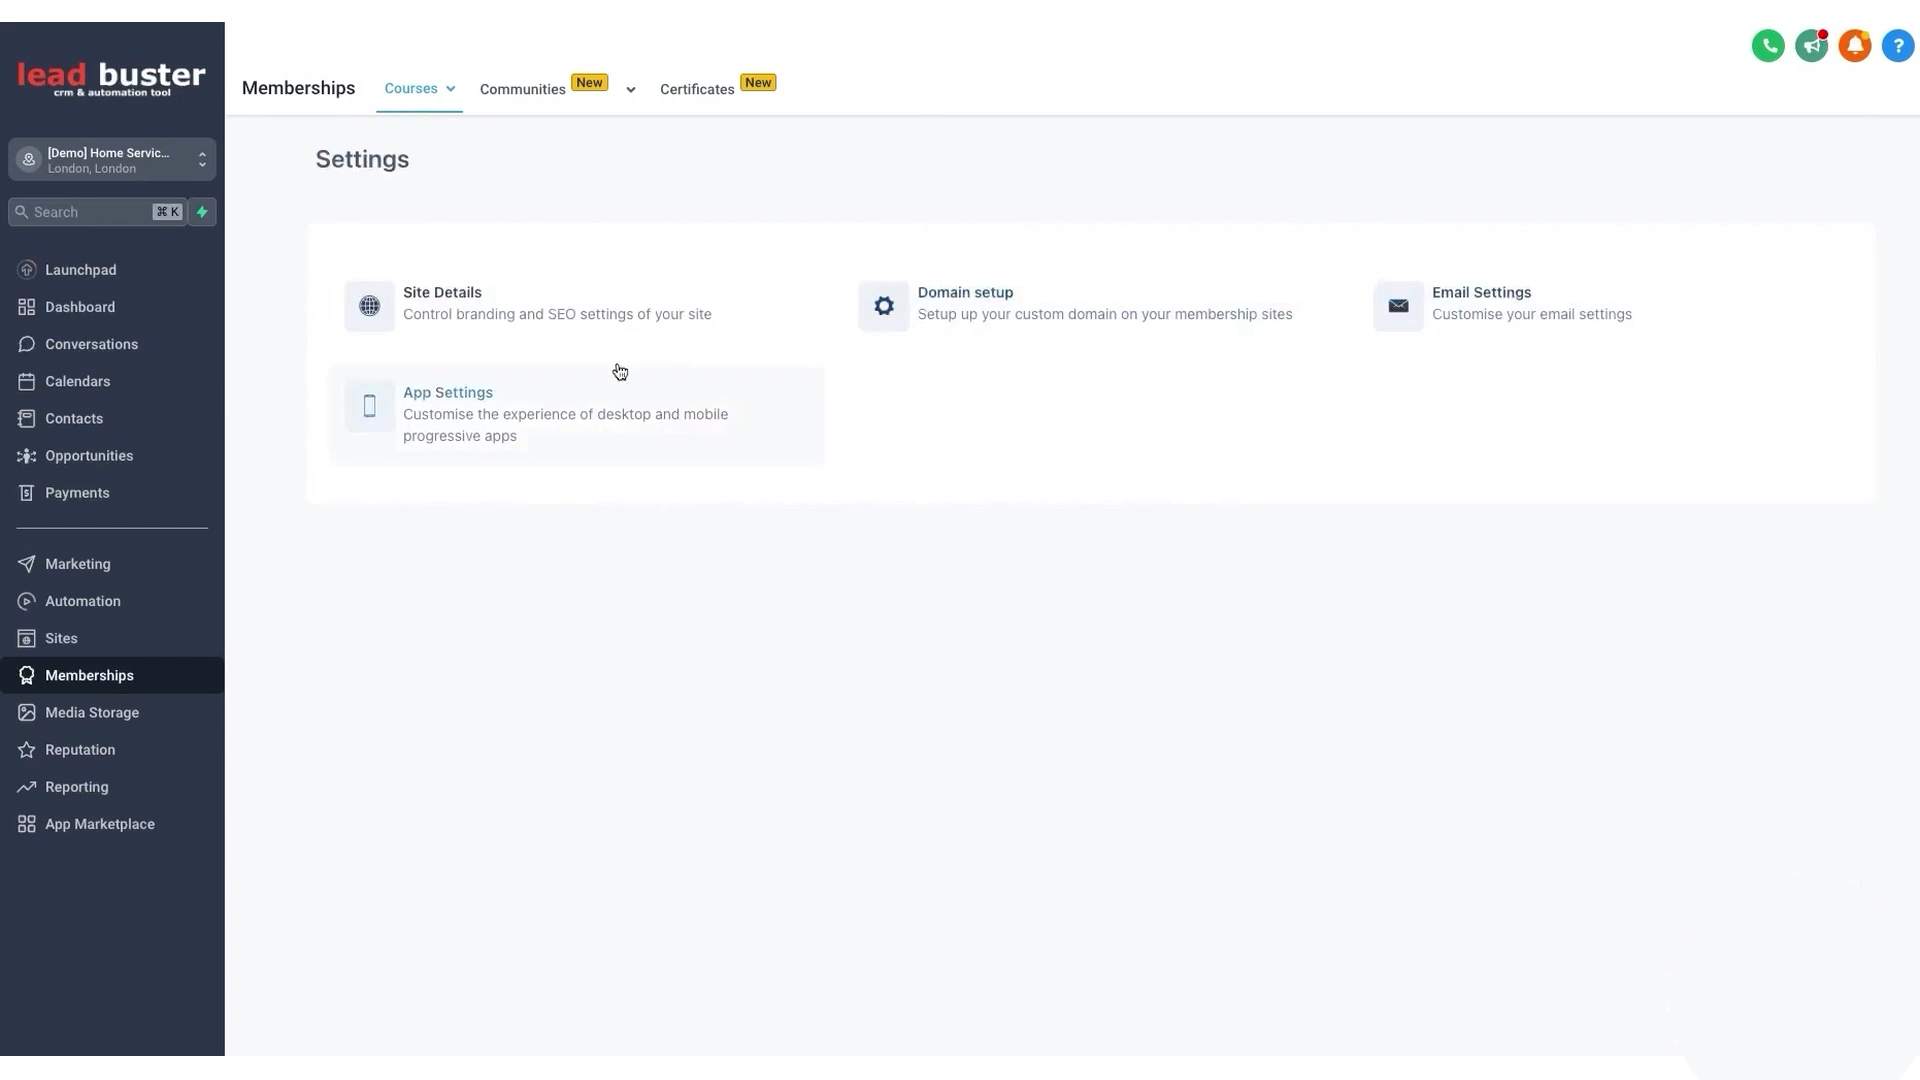 lead buster
crm & automation tool
[Demo] Home Servic...
London, London
Search ⌘ K
Launchpad
Dashboard
Conversations
Calendars
Contacts
Opportunities
Payments
Marketing
Automation
Sites
Memberships
Media Storage
Reputation
Reporting
App Marketplace
Memberships Courses Communities New Certificates New
?
Settings
Site Details
Control branding and SEO settings of your site
Domain setup
Setup up your custom domain on your membership sites
Email Settings
Customise your email settings
App Settings
Customise the experience of desktop and mobile
progressive apps